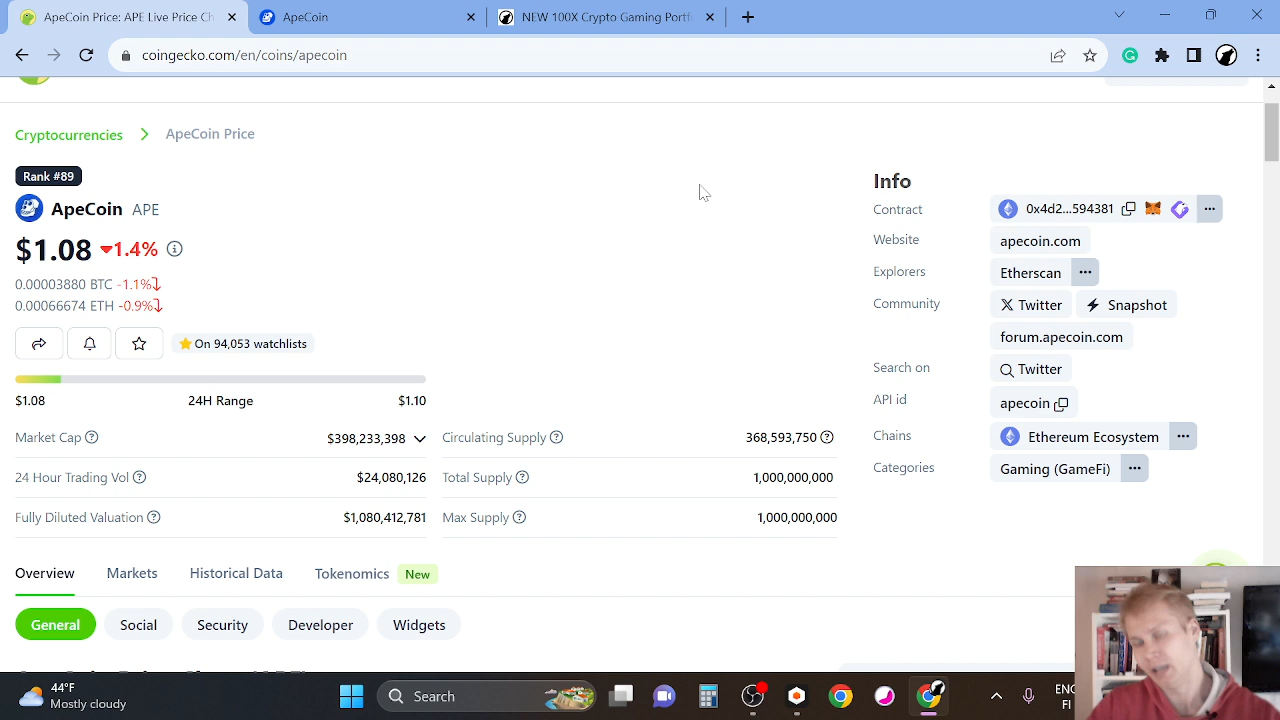 ApeCoin Price: APE Live Price Ch
ApeCoin
NEW 100X Crypto Gaming Portf
coingecko.com/en/coins/apecoin
Cryptocurrencies
ApeCoin Price
Rank #89
ApeCoin APE
$1.08 1.4%
0.00003880 BTC -1.1%
0.00066674 ETH -0.9%
On 94,053 watchlists
$1.08 24H Range $1.10
Market Cap $398,233,398
24 Hour Trading Vol $24,080,126
Fully Diluted Valuation $1,080,412,781
Circulating Supply 368,593,750
Total Supply 1,000,000,000
Max Supply 1,000,000,000
Info
Contract 0x4d2...594381
Website apecoin.com
Explorers Etherscan
Community Twitter Snapshot
forum.apecoin.com
Search on Twitter
API id apecoin
Chains Ethereum Ecosystem
Categories Gaming (GameFi)
Overview Markets Historical Data Tokenomics New
General Social Security Developer Widgets
44°F
Mostly cloudy
Search
ENG
FI